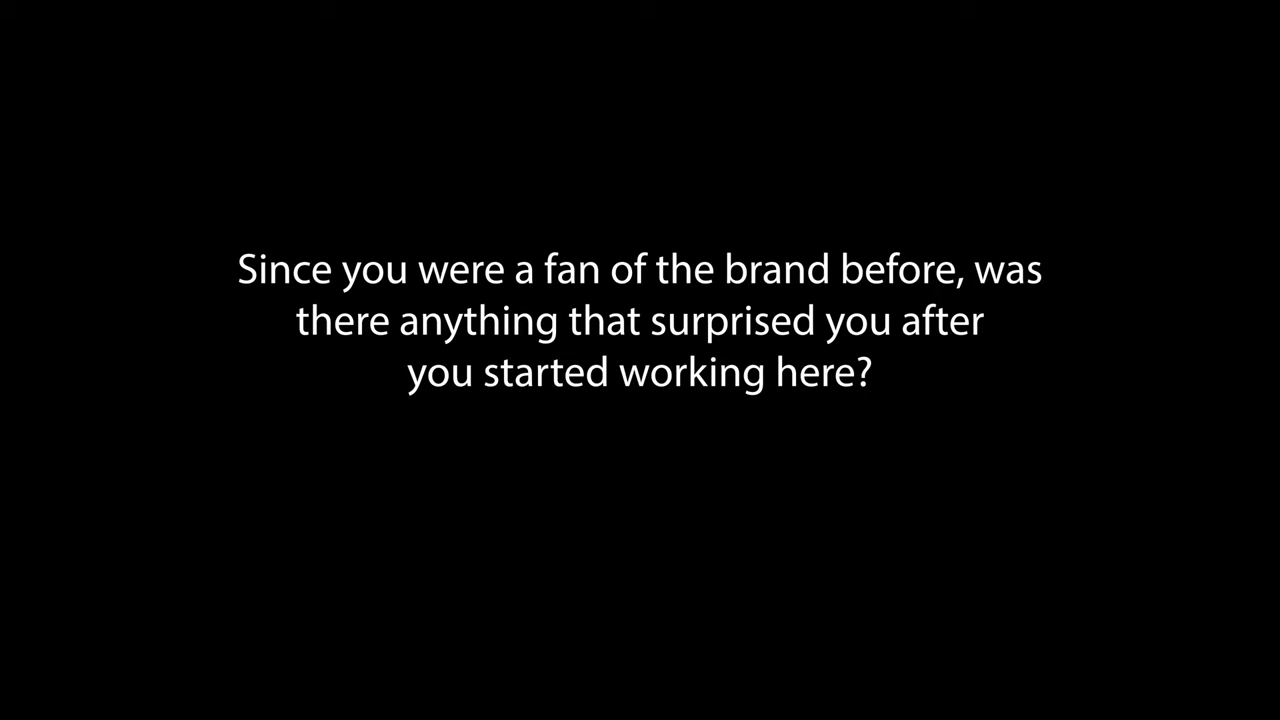 Since you were a fan of the brand before, was
there anything that surprised you after
you started working here?